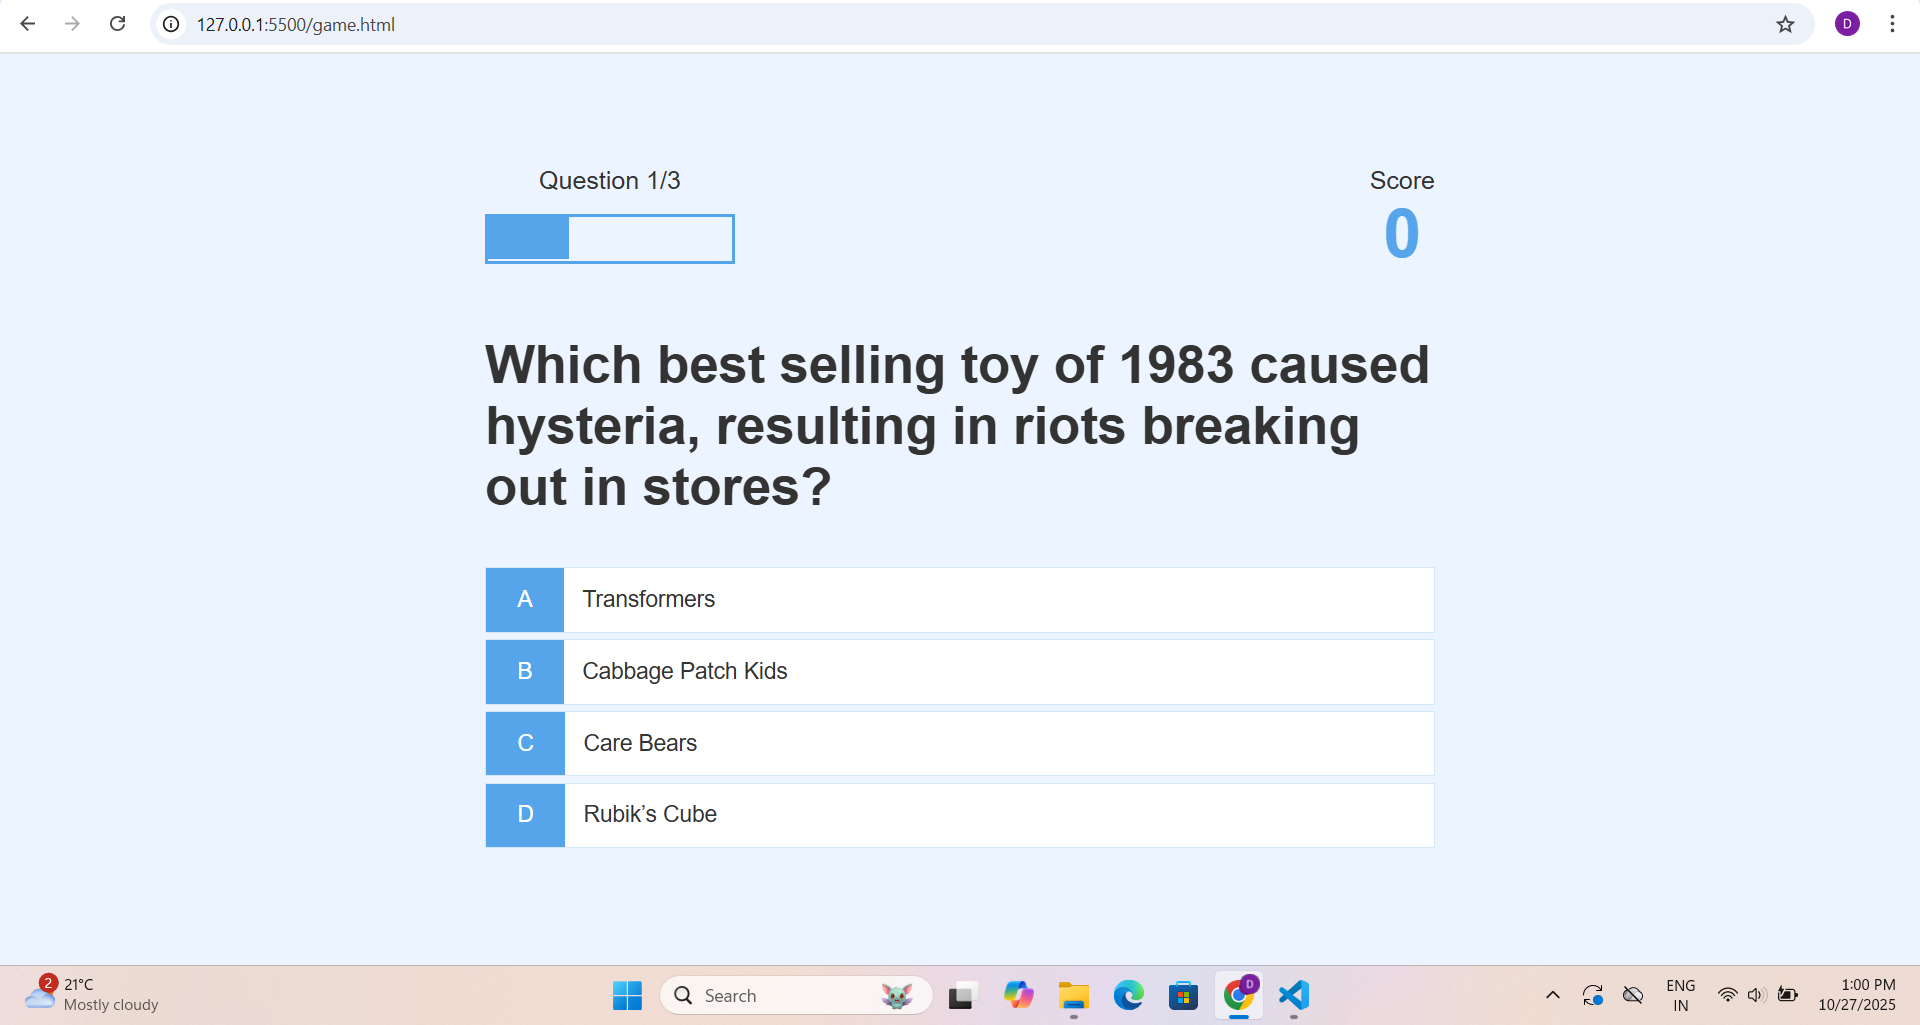 127.0.0.1:5500/game.html
D
Question 1/3
Score
0
Which best selling toy of 1983 caused
hysteria, resulting in riots breaking
out in stores?
A Transformers
B Cabbage Patch Kids
C Care Bears
D Rubik’s Cube
2
21°C
Mostly cloudy
Search
D
ENG
IN
1:00 PM
10/27/2025